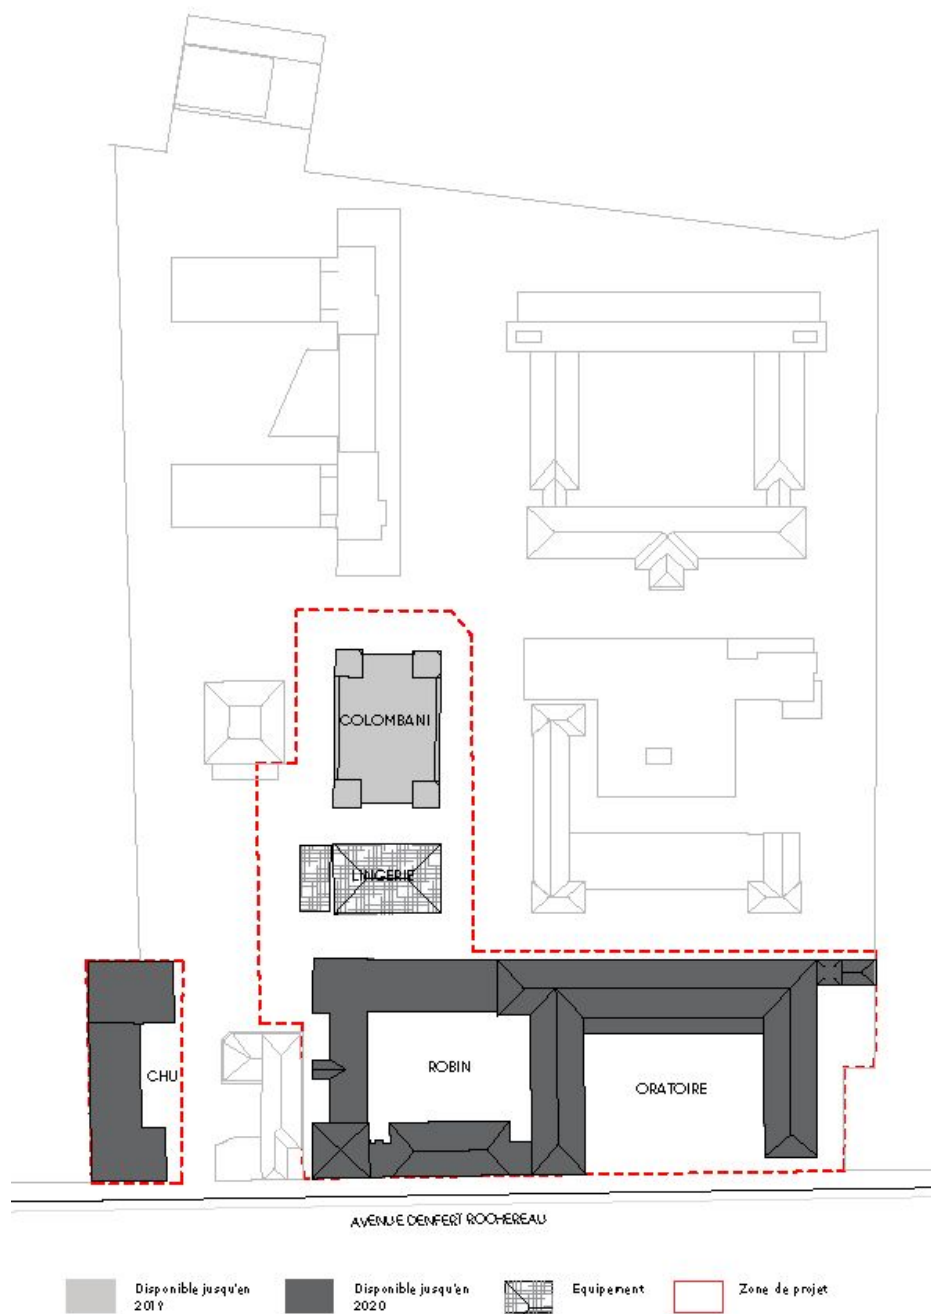 COLOMBANI
LINGERIE
ROBIN
CHU
ORATOIRE
AVENUE DENFERT ROCHEREAU
Disponible jusqu'en
2019
Disponible jusqu'en
2020
Equipement
Zone de projet